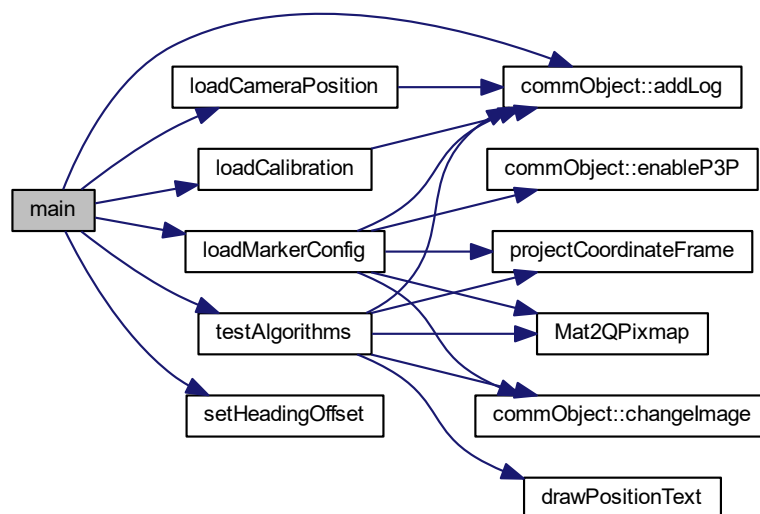 main
loadCameraPosition
loadCalibration
loadMarkerConfig
testAlgorithms
setHeadingOffset
commObject::addLog
commObject::enableP3P
projectCoordinateFrame
Mat2QPixmap
commObject::changeImage
drawPositionText